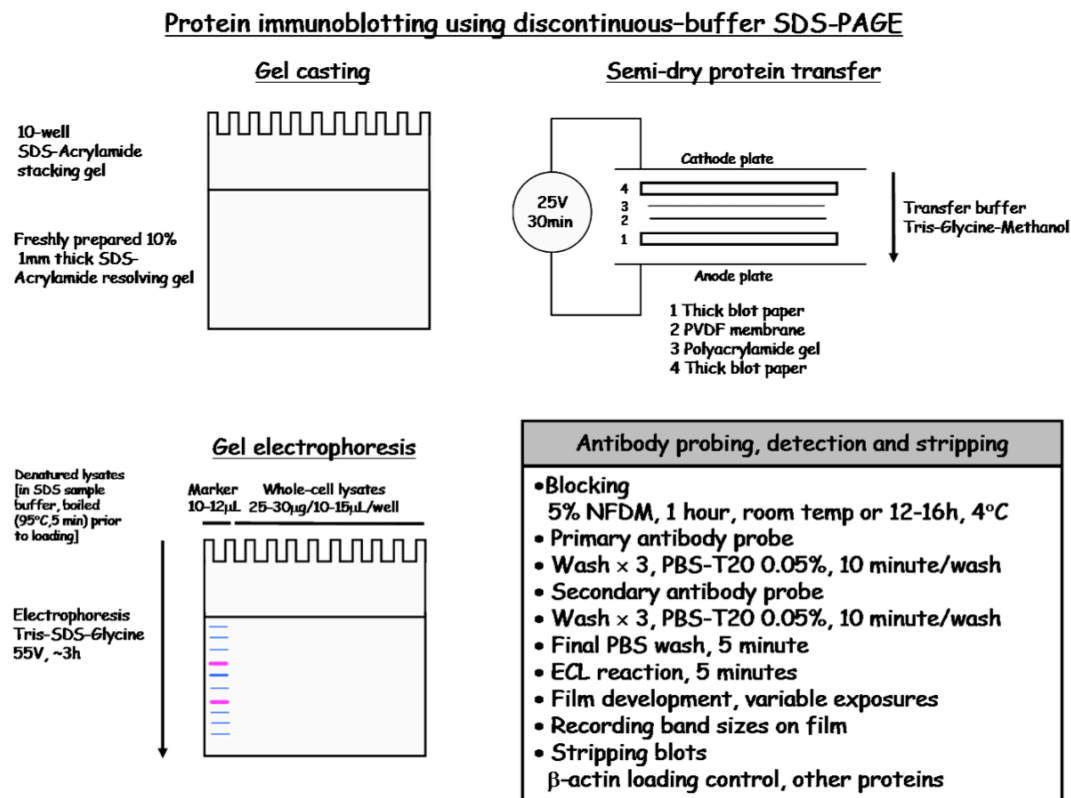 Protein immunoblotting using discontinuous-buffer SDS-PAGE
Gel casting
10-well
SDS-Acrylamide
stacking gel
Freshly prepared 10%
1mm thick SDS-
Acrylamide resolving gel
Semi-dry protein transfer
Cathode plate
25V
30min
4
3
2
1
Anode plate
Transfer buffer
Tris-Glycine-Methanol
1 Thick blot paper
2 PVDF membrane
3 Polyacrylamide gel
4 Thick blot paper
Gel electrophoresis
Denatured lysates
[in SDS sample
buffer, boiled
(95°C,5 min) prior
to loading]
Marker
10-12μL
Whole-cell lysates
25-30μg/10-15μL/well
Electrophoresis
Tris-SDS-Glycine
55V, ~3h
Antibody probing, detection and stripping
•Blocking
5% NFDM, 1 hour, room temp or 12-16h, 4°C
• Primary antibody probe
• Wash × 3, PBS-T20 0.05%, 10 minute/wash
• Secondary antibody probe
• Wash × 3, PBS-T20 0.05%, 10 minute/wash
• Final PBS wash, 5 minute
• ECL reaction, 5 minutes
• Film development, variable exposures
• Recording band sizes on film
• Stripping blots
β-actin loading control, other proteins